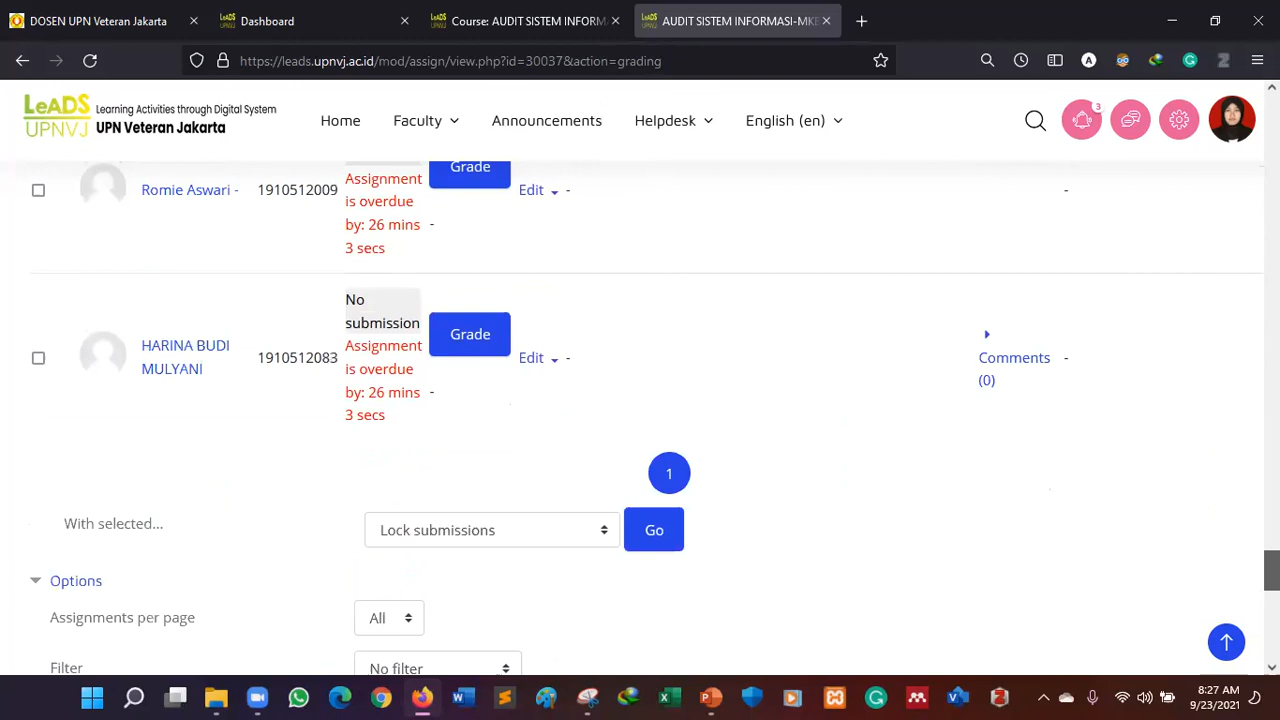 DOSEN UPN Veteran Jakarta
Dashboard
Course: AUDIT SISTEM INFORMA
AUDIT SISTEM INFORMASI-MKB
https://leads.upnvj.ac.id/mod/assign/view.php?id=30037&action=grading
LeADS Learning Activities through Digital System
UPNVJ UPN Veteran Jakarta
Home Faculty Announcements Helpdesk English (en)
3
Grade
Romie Aswari - 1910512009
Assignment
is overdue
by: 26 mins
3 secs
-
Edit -
-
No
submission
Assignment
is overdue
by: 26 mins
3 secs
HARINA BUDI
MULYANI
1910512083
Grade
-
Edit -
Comments
(0)
-
1
With selected...
Lock submissions
Go
Options
Assignments per page
All
Filter
No filter
8:27 AM
9/23/2021